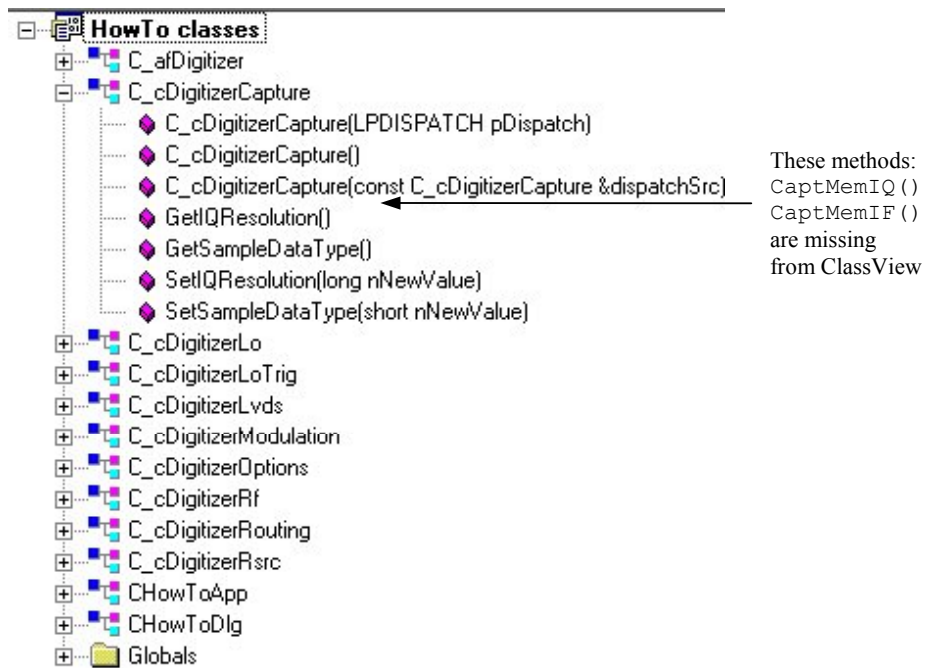 HowTo classes
C_afDigitizer
C_cDigitizerCapture
C_cDigitizerCapture(LPDISPATCH pDispatch)
C_cDigitizerCapture()
C_cDigitizerCapture(const C_cDigitizerCapture &dispatchSrc)
GetIQResolution()
GetSampleDataType()
SetIQResolution(long nNewValue)
SetSampleDataType(short nNewValue)
C_cDigitizerLo
C_cDigitizerLoTrig
C_cDigitizerLvds
C_cDigitizerModulation
C_cDigitizerOptions
C_cDigitizerRf
C_cDigitizerRouting
C_cDigitizerRsrc
CHowToApp
CHowToDlg
Globals
These methods:
CaptMemIQ()
CaptMemIF()
are missing
from ClassView